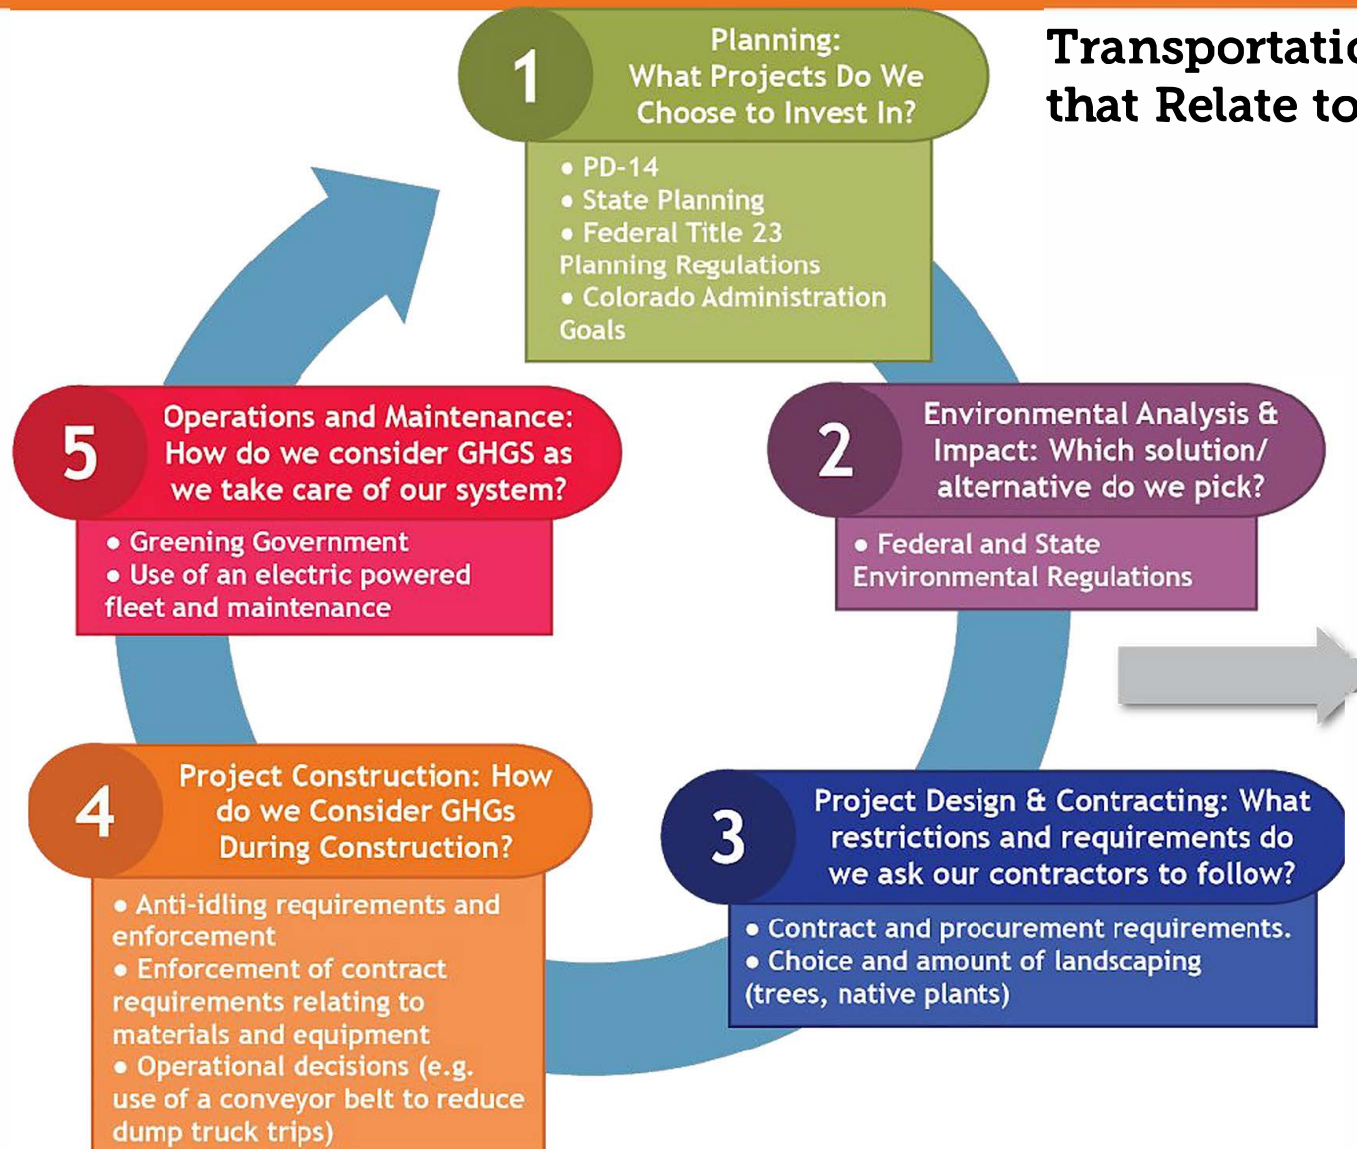 Transportatio
that Relate to
1
Planning:
What Projects Do We
Choose to Invest In?
● PD-14
● State Planning
● Federal Title 23
Planning Regulations
● Colorado Administration
Goals
2
Environmental Analysis &
Impact: Which solution/
alternative do we pick?
● Federal and State
Environmental Regulations
3
Project Design & Contracting: What
restrictions and requirements do
we ask our contractors to follow?
● Contract and procurement requirements.
● Choice and amount of landscaping
(trees, native plants)
4
Project Construction: How
do we Consider GHGs
During Construction?
● Anti-idling requirements and
enforcement
● Enforcement of contract
requirements relating to
materials and equipment
● Operational decisions (e.g.
use of a conveyor belt to reduce
dump truck trips)
5
Operations and Maintenance:
How do we consider GHGS as
we take care of our system?
● Greening Government
● Use of an electric powered
fleet and maintenance